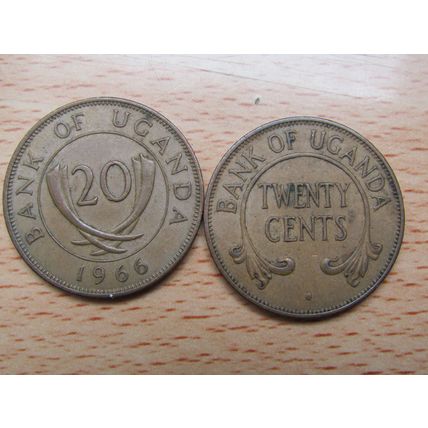 BANK OF UGANDA
20
1966
BANK OF UGANDA
TWENTY
CENTS